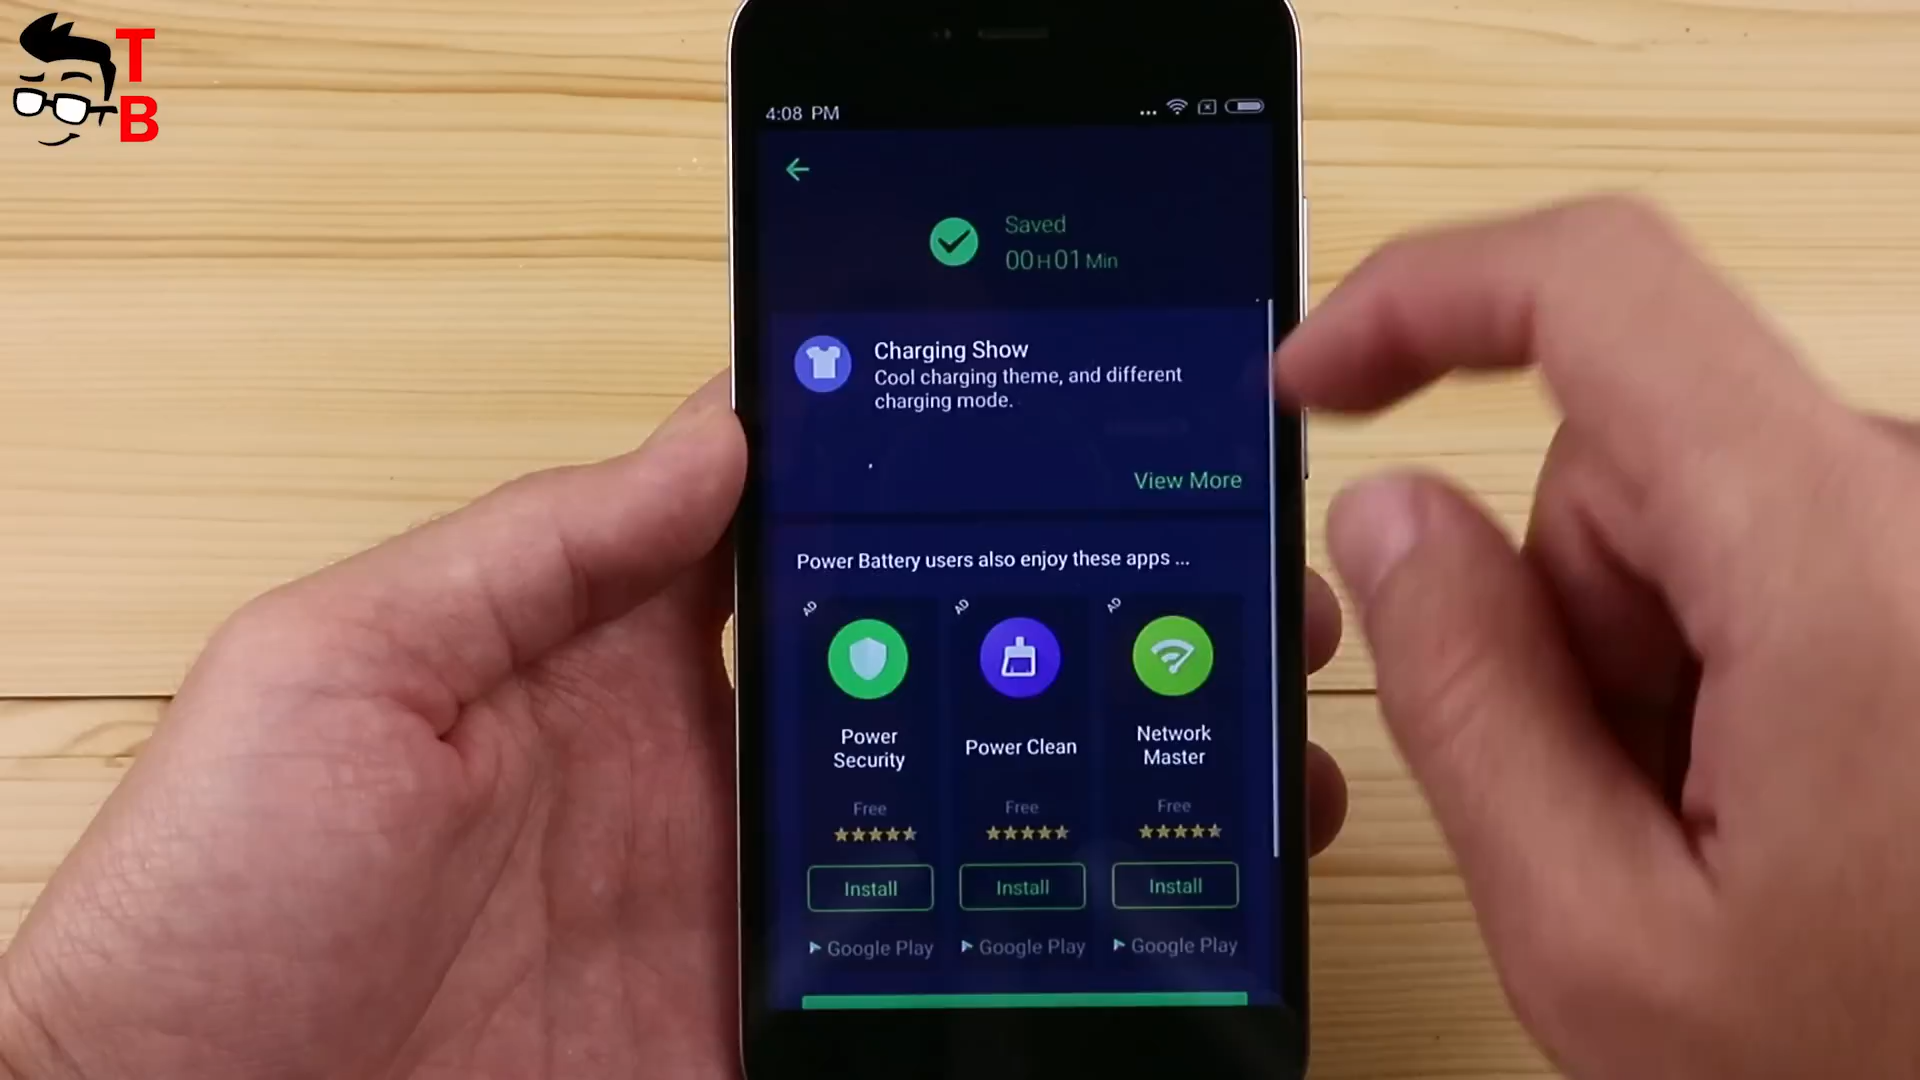 T
B
4:08 PM
Saved
00H01Min
Charging Show
Cool charging theme, and different
charging mode.
View More
Power Battery users also enjoy these apps ...
AD
AD
AD
Power
Security
Power Clean
Network
Master
Free
Free
Free
Install
Install
Install
Google Play
Google Play
Google Play